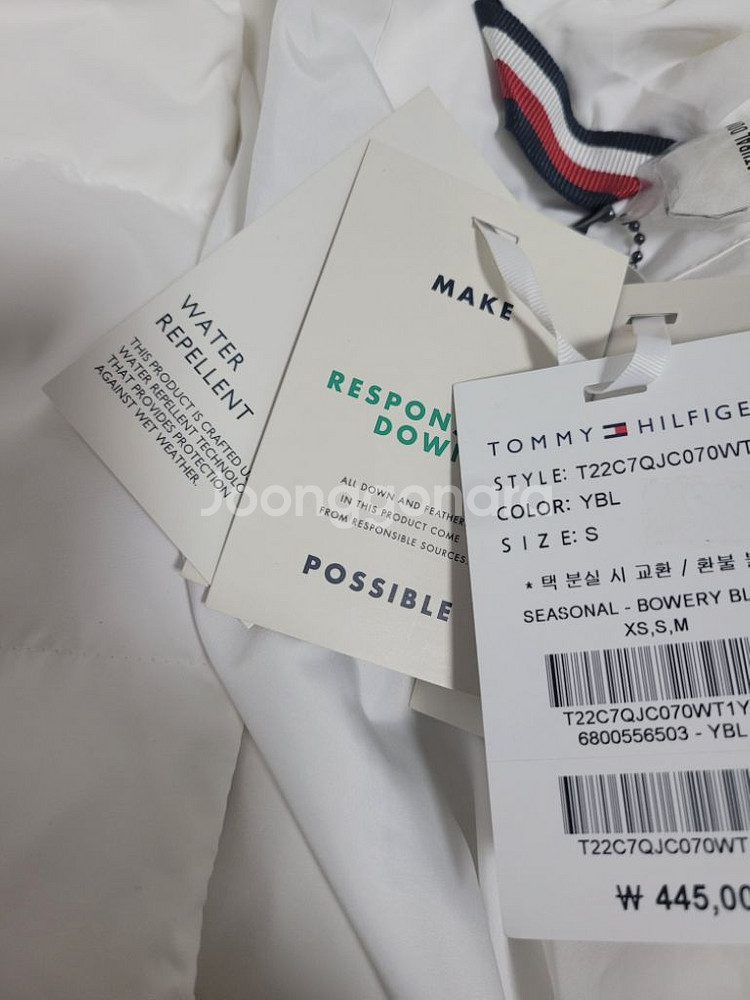 WATER
REPELLENT
THIS PRODUCT IS CRAFTED
WATER REPELLENT
THAT PROVIDES PROTECTION
AGAINST WET WEATHER.
MAKE
RESPON
DOW
ALL DOWN AND FEATHER
IN THIS PRODUCT COME
FROM RESPONSIBLE SOURCES.
POSSIBLE
TOMMY HILFIGE
STYLE: T22C7QJC070WT
COLOR: YBL
SIZE: S
* 택 분실 시 교환 / 환불
SEASONAL - BOWERY BL
XS,S,M
T22C7QJC070WT1Y
6800556503 - YBL
T22C7QJC070WT
₩ 445,00
Joonggonara